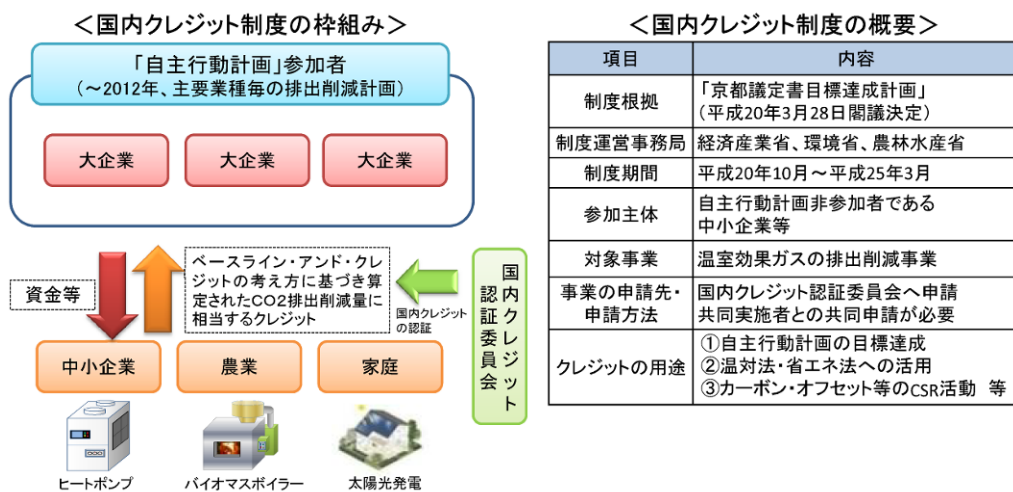 ＜国内クレジット制度の枠組み＞
「自主行動計画」参加者
（～2012年、主要業種毎の排出削減計画）
大企業
大企業
大企業
資金等
ベースライン・アンド・クレ
ジットの考え方に基づき算
定されたCO2排出削減量に
相当するクレジット
国内クレジット
の認証
国内クレジット
認証委員会
中小企業
農業
家庭
ヒートポンプ
バイオマスボイラー
太陽光発電
＜国内クレジット制度の概要＞
項目 内容
制度根拠
「京都議定書目標達成計画」
（平成20年3月28日閣議決定）
制度運営事務局 経済産業省、環境省、農林水産省
制度期間 平成20年10月～平成25年3月
参加主体
自主行動計画非参加者である
中小企業等
対象事業 温室効果ガスの排出削減事業
事業の申請先・
申請方法
国内クレジット認証委員会へ申請
共同実施者との共同申請が必要
クレジットの用途
①自主行動計画の目標達成
②温対法・省エネ法への活用
③カーボン・オフセット等のCSR活動 等